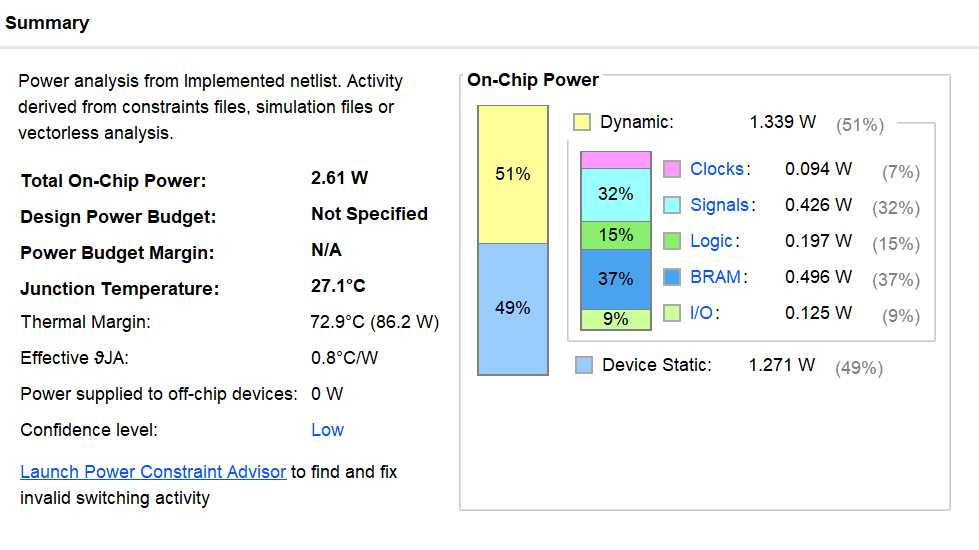 Summary
Power analysis from Implemented netlist. Activity
derived from constraints files, simulation files or
vectorless analysis.
Total On-Chip Power: 2.61 W
Design Power Budget: Not Specified
Power Budget Margin: N/A
Junction Temperature: 27.1°C
Thermal Margin: 72.9°C (86.2 W)
Effective ϑJA: 0.8°C/W
Power supplied to off-chip devices: 0 W
Confidence level: Low
Launch Power Constraint Advisor to find and fix
invalid switching activity
On-Chip Power
51%
49%
32%
15%
37%
9%
Dynamic: 1.339 W (51%)
Clocks: 0.094 W (7%)
Signals: 0.426 W (32%)
Logic: 0.197 W (15%)
BRAM: 0.496 W (37%)
I/O: 0.125 W (9%)
Device Static: 1.271 W (49%)